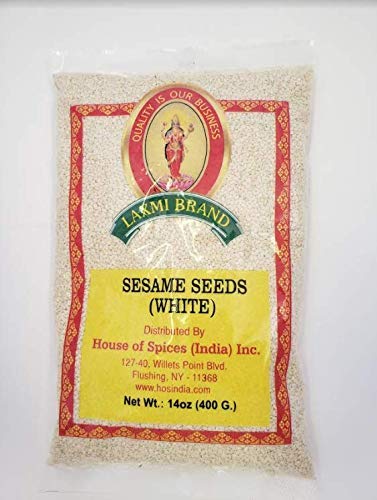 QUALITY IS OUR BUSINESS
LAXMI BRAND
SESAME SEEDS
(WHITE)
Distributed By
House of Spices (India) Inc.
127-40, Willets Point Blvd.
Flushing, NY - 11368
www.hosindia.com
Net Wt.: 14oz (400 G.)